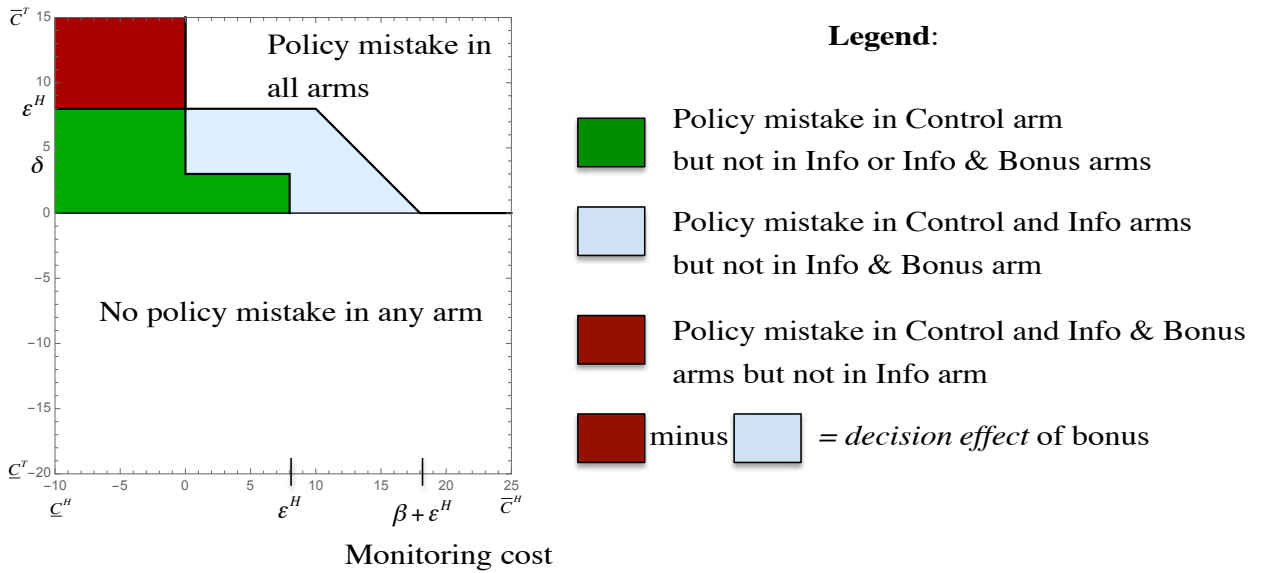 C̅ᵀ 15
Policy mistake in
all arms
10
εᴴ
5
δ
0
−5
No policy mistake in any arm
−10
−15
C̲ᵀ −20
−10 −5 0 5 10 15 20 25
C̲ᴴ εᴴ β + εᴴ C̅ᴴ
Monitoring cost
Legend:
Policy mistake in Control arm
but not in Info or Info & Bonus arms
Policy mistake in Control and Info arms
but not in Info & Bonus arm
Policy mistake in Control and Info & Bonus
arms but not in Info arm
minus = decision effect of bonus